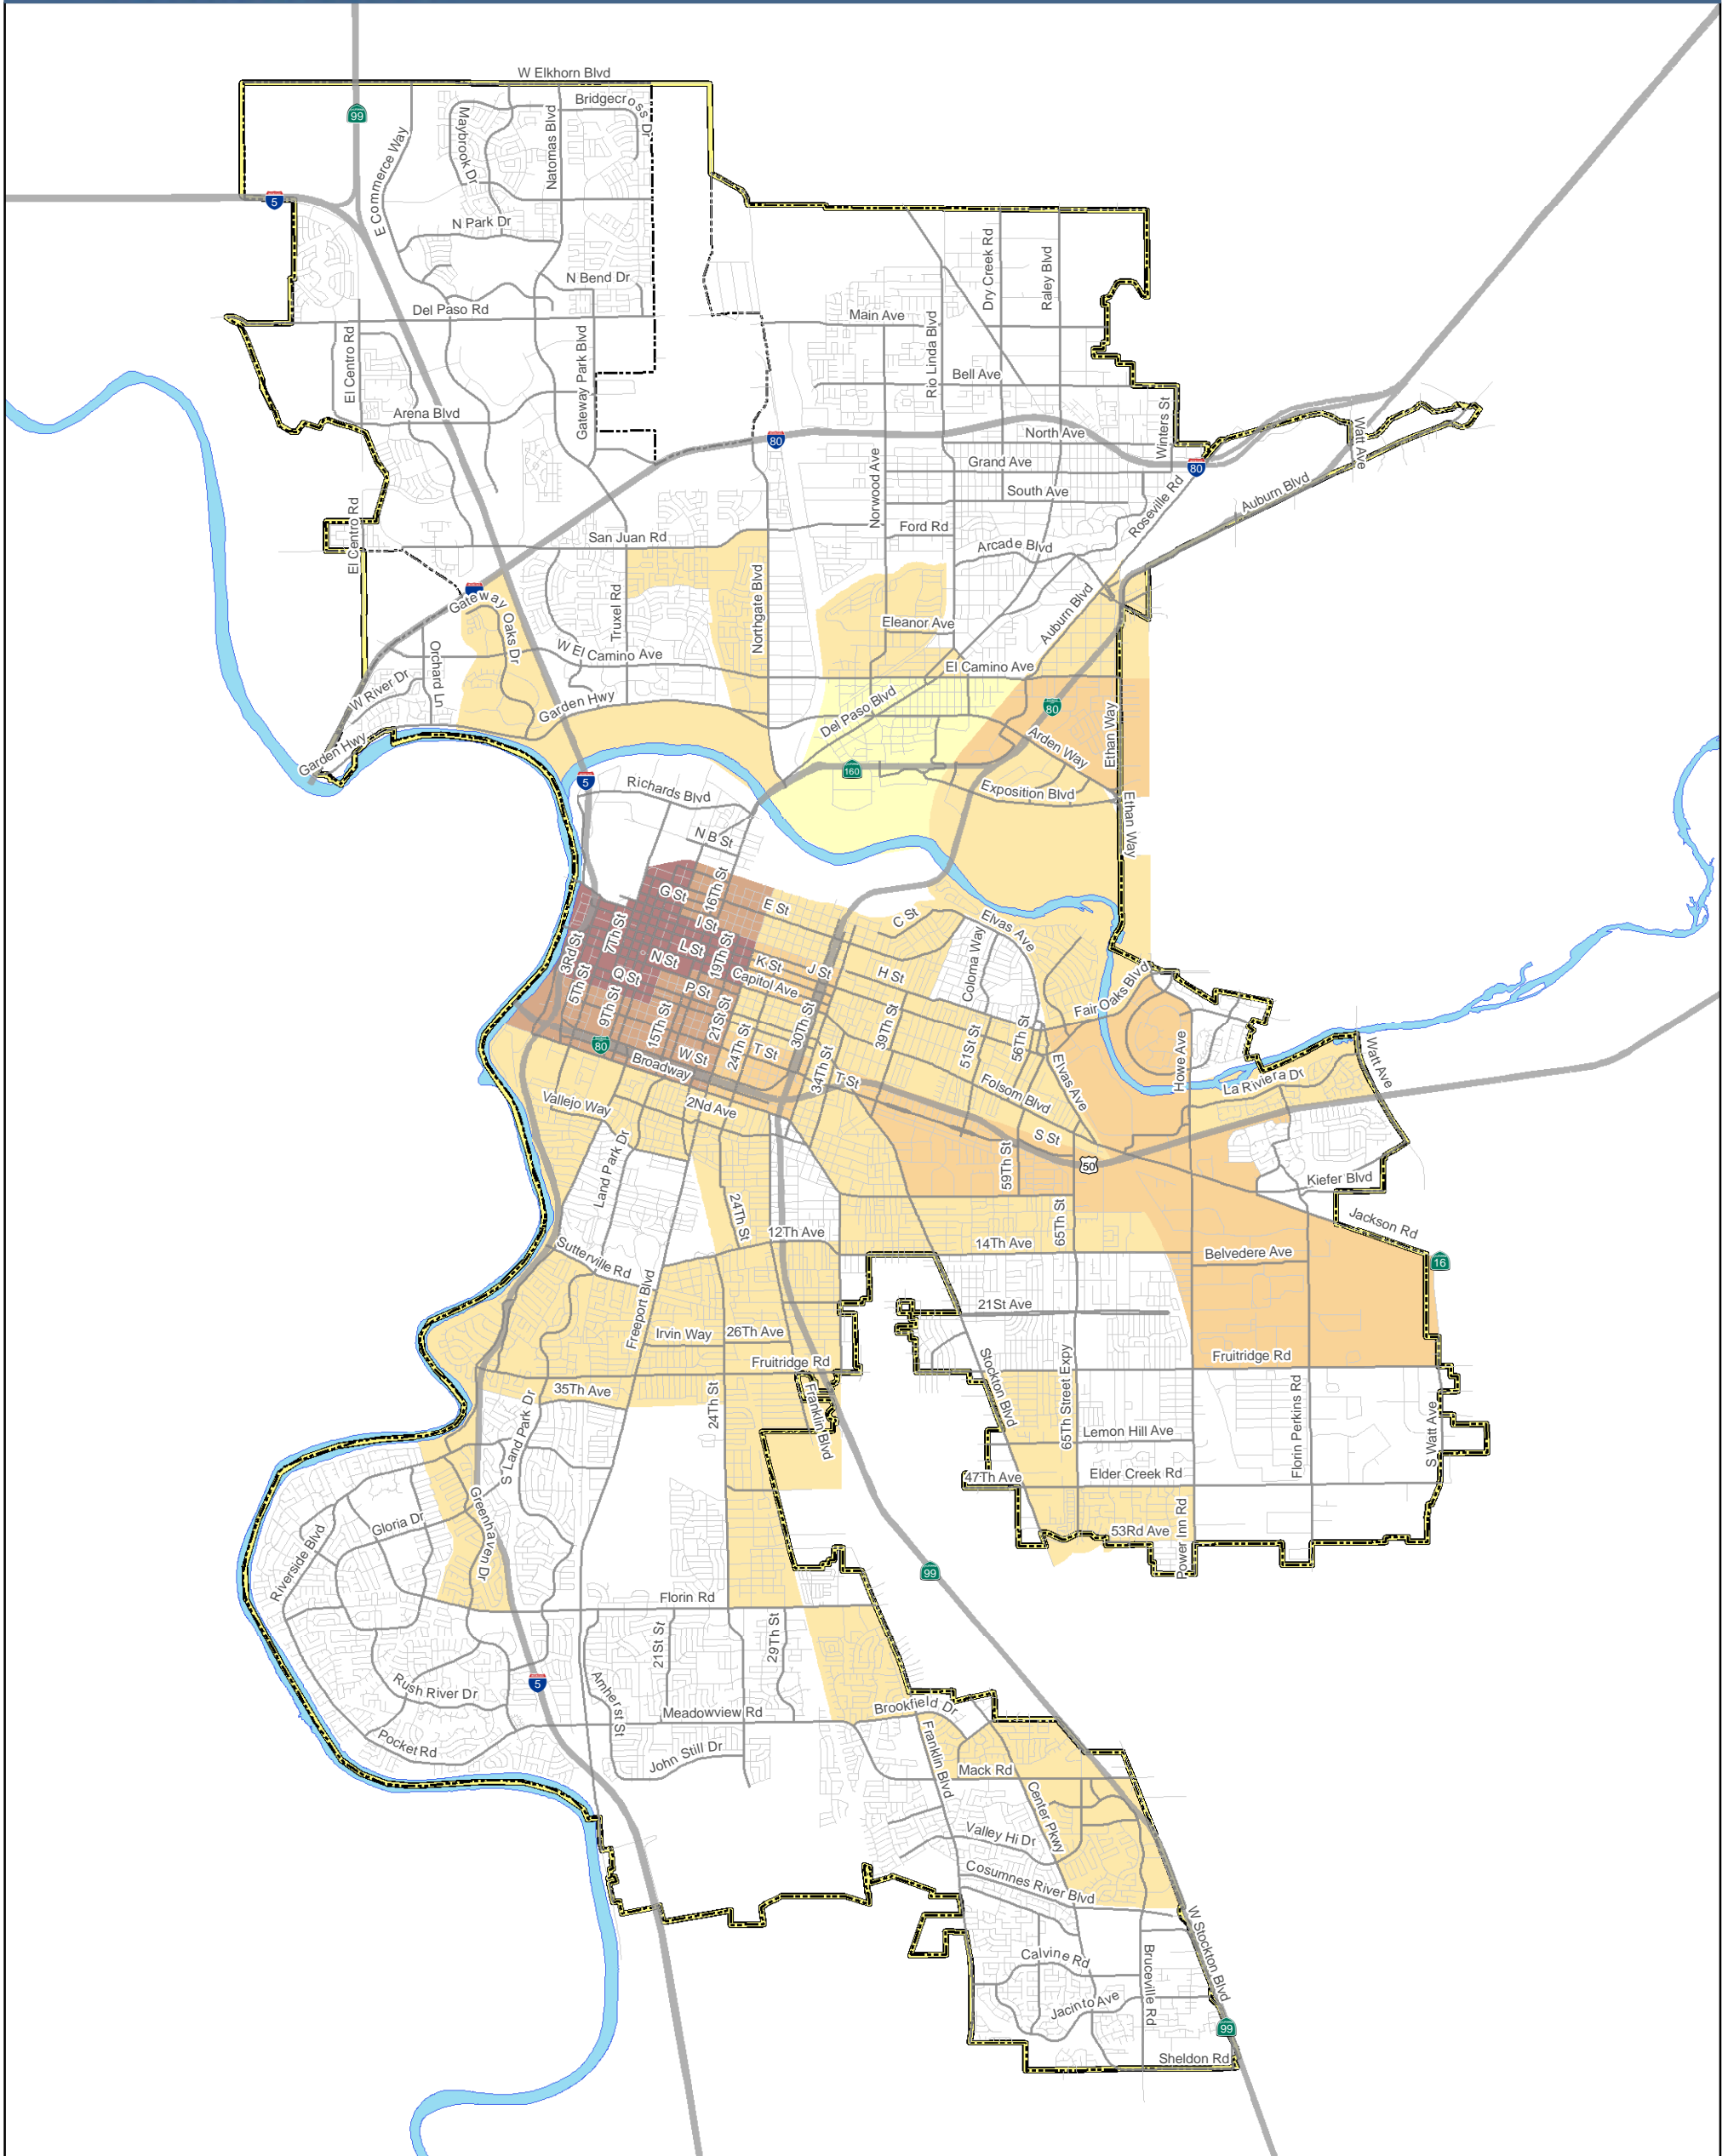 W Elkhorn Blvd
99
Bridgecross Dr
Maybrook Dr
Natomas Blvd
E Commerce Way
5
N Park Dr
Dry Creek Rd
Raley Blvd
N Bend Dr
Del Paso Rd
Main Ave
El Centro Rd
Gateway Park Blvd
Rio Linda Blvd
Bell Ave
Arena Blvd
Winters St
North Ave
80
Watt Ave
Grand Ave
80
Norwood Ave
South Ave
Auburn Blvd
Roseville Rd
El Centro Rd
Ford Rd
San Juan Rd
Arcade Blvd
Gateway Oaks Dr
Truxel Rd
Northgate Blvd
Eleanor Ave
Auburn Blvd
Orchard Ln
W El Camino Ave
El Camino Ave
W River Dr
Garden Hwy
Del Paso Blvd
80
Ethan Way
Arden Way
Garden Hwy
160
5
Richards Blvd
Exposition Blvd
Ethan Way
N B St
G St
16Th St
E St
C St
I St
Elvas Ave
7Th St
L St
19Th St
3Rd St
N St
K St
J St
H St
Coloma Way
Q St
Capitol Ave
5Th St
P St
Fair Oaks Blvd
9Th St
15Th St
21St St
30Th St
39Th St
24Th St
51St St
56Th St
80
W St
T St
Broadway
34Th St
T St
Elvas Ave
Howe Ave
Watt Ave
La Riviera Dr
Folsom Blvd
Vallejo Way
2Nd Ave
S St
Land Park Dr
59Th St
50
Kiefer Blvd
24Th St
65Th St
12Th Ave
Jackson Rd
14Th Ave
Belvedere Ave
16
Sutterville Rd
Freeport Blvd
21St Ave
Irvin Way
26Th Ave
Fruitridge Rd
Stockton Blvd
65Th Street Expy
Fruitridge Rd
35Th Ave
24Th St
Franklin Blvd
S Land Park Dr
Florin Perkins Rd
S Watt Ave
Lemon Hill Ave
47Th Ave
Elder Creek Rd
Greenhaven Dr
Gloria Dr
Riverside Blvd
53Rd Ave
Power Inn Rd
99
Florin Rd
21St St
29Th St
5
Rush River Dr
Amherst St
Meadowview Rd
Brookfield Dr
Pocket Rd
John Still Dr
Franklin Blvd
Mack Rd
Center Pkwy
Valley Hi Dr
Cosumnes River Blvd
W Stockton Blvd
Calvine Rd
Bruceville Rd
Jacinto Ave
99
Sheldon Rd